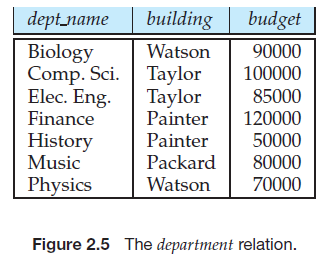 dept_name building budget
Biology Watson 90000
Comp. Sci. Taylor 100000
Elec. Eng. Taylor 85000
Finance Painter 120000
History Painter 50000
Music Packard 80000
Physics Watson 70000
Figure 2.5 The department relation.